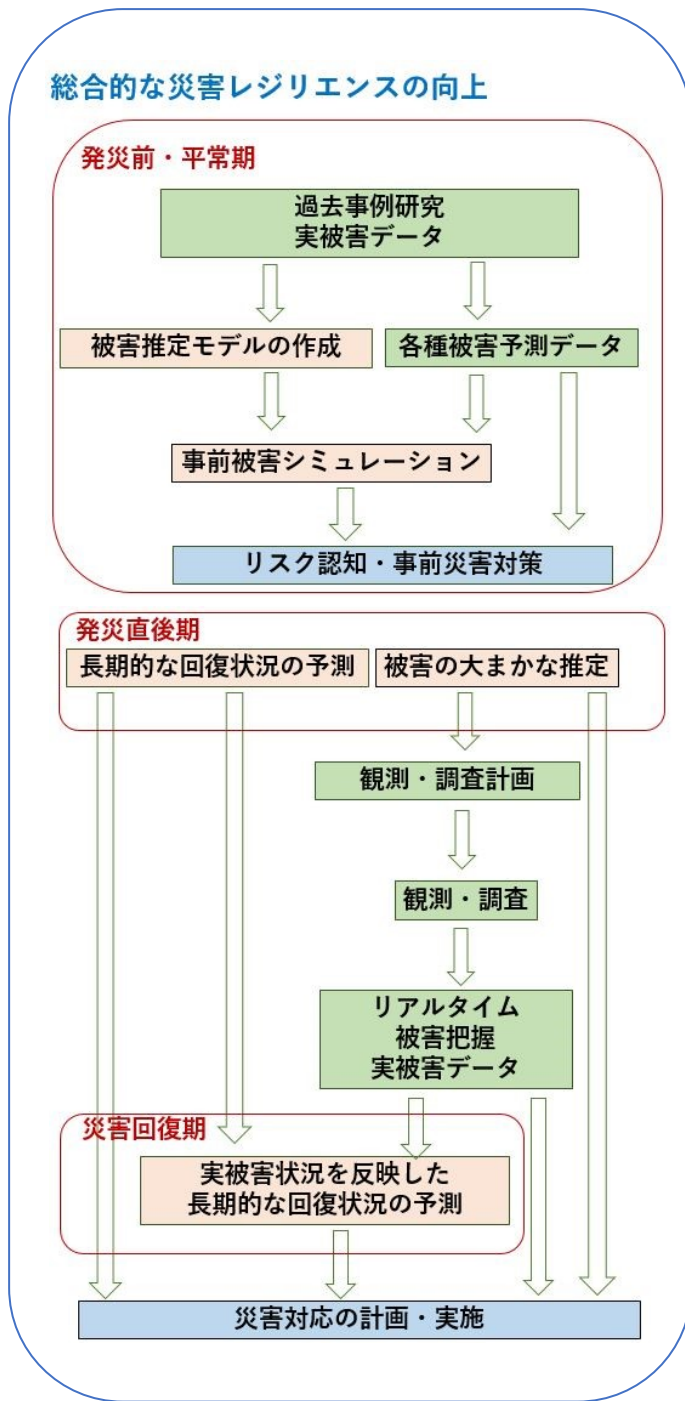 総合的な災害レジリエンスの向上
発災前・平常期
過去事例研究
実被害データ
被害推定モデルの作成
各種被害予測データ
事前被害シミュレーション
リスク認知・事前災害対策
発災直後期
長期的な回復状況の予測
被害の大まかな推定
観測・調査計画
観測・調査
リアルタイム
被害把握
実被害データ
災害回復期
実被害状況を反映した
長期的な回復状況の予測
災害対応の計画・実施